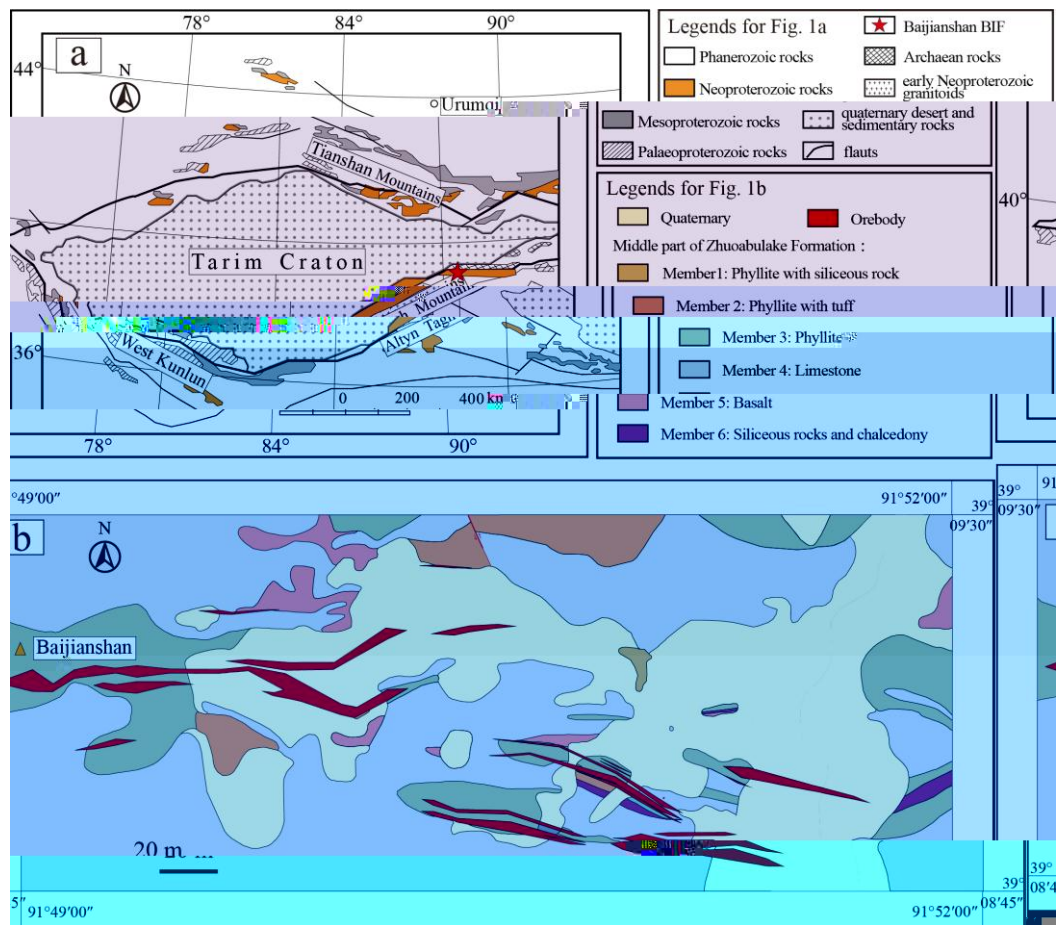 78°
84°
90°
44°
a
N
Urumqi
Tianshan Mountains
Tarim Craton
Altyn Tagh Mountain
West Kunlun
36°
0 200 400 km
78°
84°
90°
Legends for Fig. 1a
Baijianshan BIF
Phanerozoic rocks
Archaean rocks
Neoproterozoic rocks
early Neoproterozoic
granitoids
Mesoproterozoic rocks
quaternary desert and
sedimentary rocks
Palaeoproterozoic rocks
flauts
40°
Legends for Fig. 1b
Quaternary
Orebody
Middle part of Zhuoabulake Formation :
Member1: Phyllite with siliceous rock
Member 2: Phyllite with tuff
Member 3: Phyllite
Member 4: Limestone
Member 5: Basalt
Member 6: Siliceous rocks and chalcedony
°49′00″
91°52′00″
39°
09′30″
39°
09′30″
91
b
N
Baijianshan
20 m
39°
08′45″
39°
08′4
5″
91°49′00″
91°52′00″